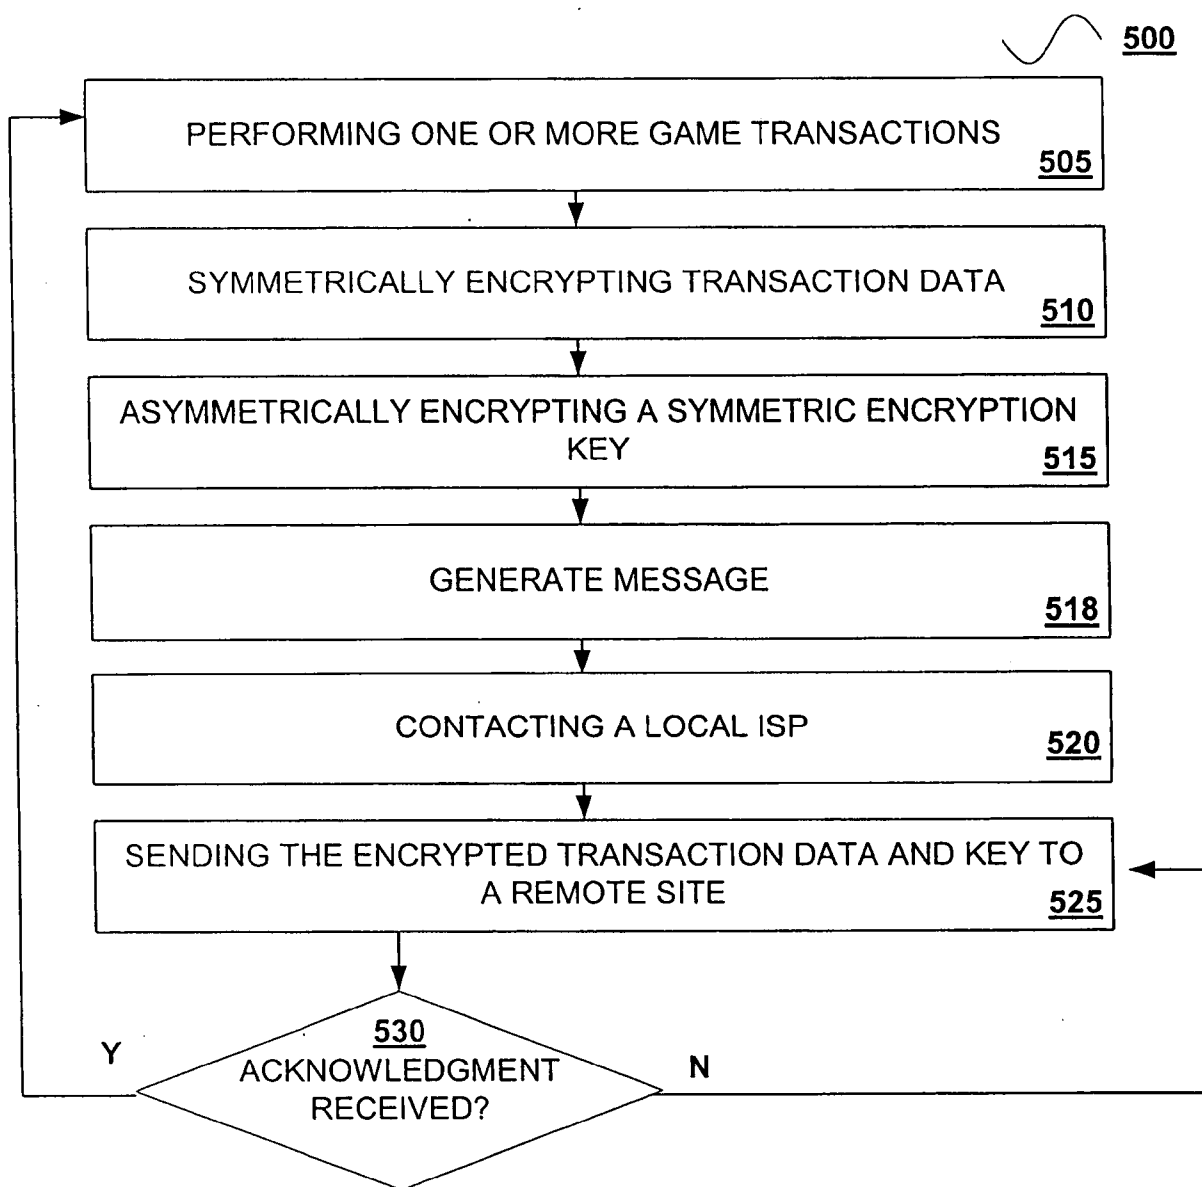 500
PERFORMING ONE OR MORE GAME TRANSACTIONS
505
SYMMETRICALLY ENCRYPTING TRANSACTION DATA
510
ASYMMETRICALLY ENCRYPTING A SYMMETRIC ENCRYPTION
KEY
515
GENERATE MESSAGE
518
CONTACTING A LOCAL ISP
520
SENDING THE ENCRYPTED TRANSACTION DATA AND KEY TO
A REMOTE SITE
525
530
ACKNOWLEDGMENT
RECEIVED?
Y
N